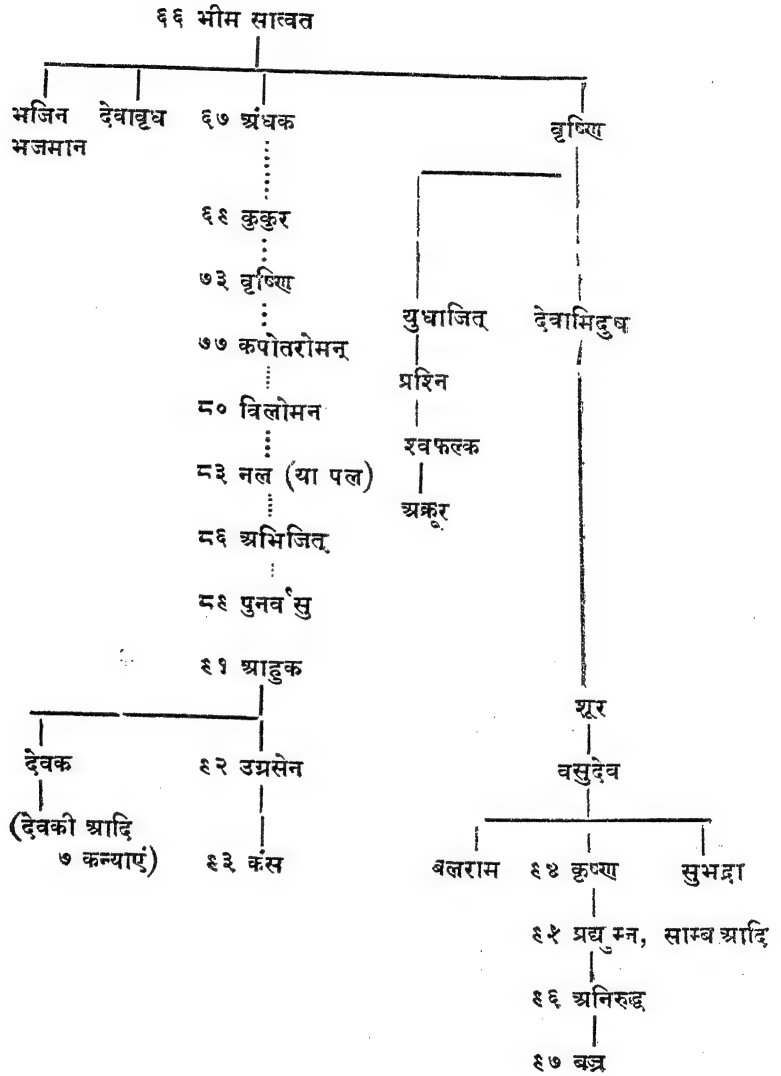 ६६ भीम सात्वत
भजिन देवावृध ६७ अंधक वृष्णि
भजमान
६९ कुकुर
७३ वृष्णि
युधाजित् देवामिदुष
७७ कपोतरोमन्
प्रश्नि
८० विलोमन
श्वफल्क
८३ नल (या पल)
अक्रूर
८६ अभिजित्
८९ पुनर्वसु
९१ आहुक
शूर
देवक ९२ उग्रसेन वसुदेव
(देवकी आदि
७ कन्याएं) ९३ कंस
बलराम ९४ कृष्ण सुभद्रा
९५ प्रद्युम्न, साम्ब आदि
९६ अनिरुद्ध
९७ बज्र